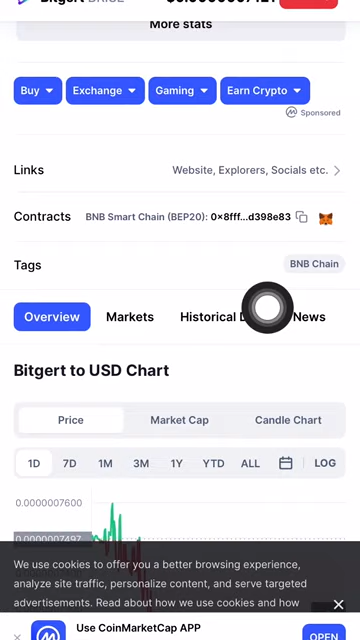 Bitgert PRICE
More stats
Buy
Exchange
Gaming
Earn Crypto
Sponsored
Links
Website, Explorers, Socials etc.
Contracts
BNB Smart Chain (BEP20): 0x8fff...d398e83
Tags
BNB Chain
Overview
Markets
Historical
News
Bitgert to USD Chart
Price
Market Cap
Candle Chart
1D
7D
1M
3M
1Y
YTD
ALL
LOG
0.0000007600
0.0000007497
We use cookies to offer you a better browsing experience,
analyze site traffic, personalize content, and serve targeted
advertisements. Read about how we use cookies and how
Use CoinMarketCap APP
OPEN